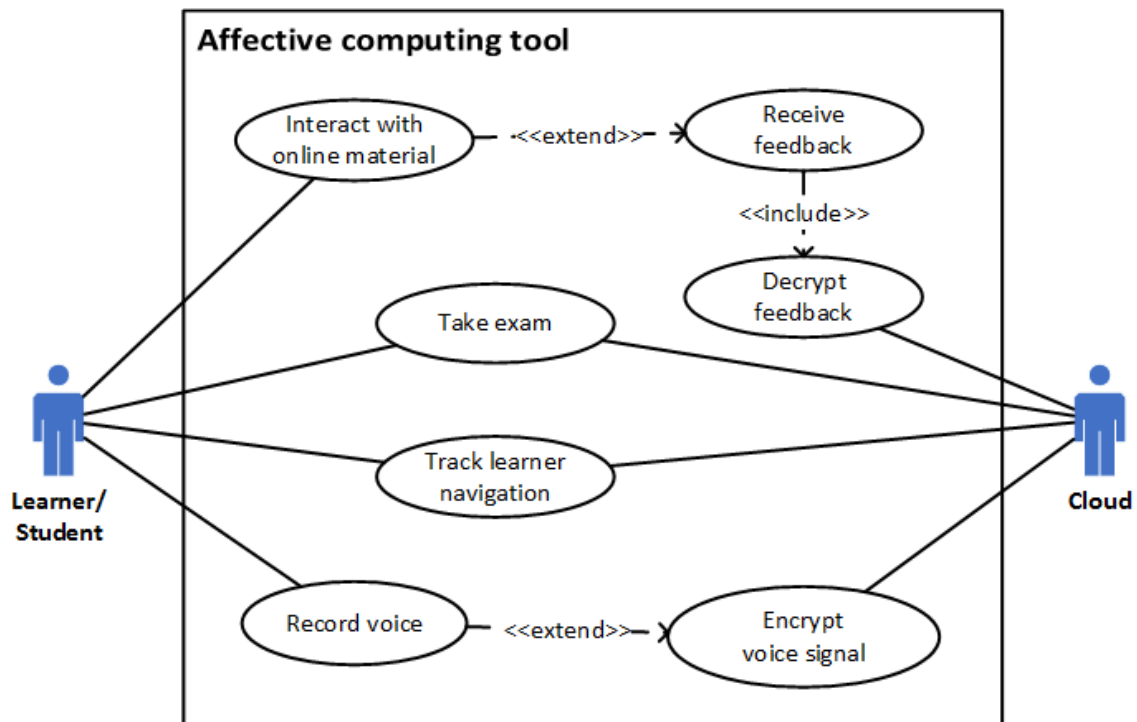 Affective computing tool
Interact with
online material
<<extend>>
Receive
feedback
<<include>>
Decrypt
feedback
Take exam
Learner/
Student
Track learner
navigation
Cloud
Record voice
<<extend>>
Encrypt
voice signal